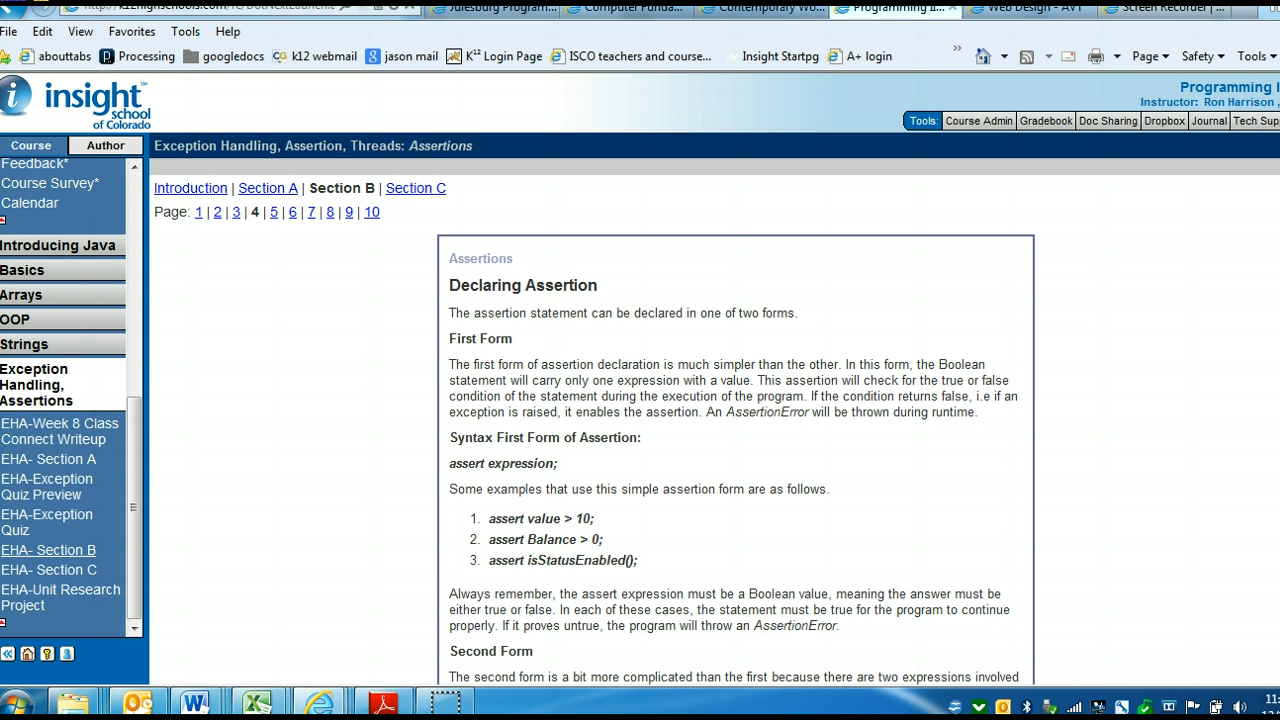 Julesburg Program...
Computer Funda...
Contemporary Wo...
Programming I...
Web Design - AVT
Screen Recorder | ...
File Edit View Favorites Tools Help
abouttabs Processing googledocs k12 webmail jason mail K¹² Login Page ISCO teachers and course... Insight Startpg A+ login » Page Safety Tools
insight
school
of Colorado
Programming I
Instructor: Ron Harrison ,
Tools: Course Admin Gradebook Doc Sharing Dropbox Journal Tech Sup
Course Author
Exception Handling, Assertion, Threads: Assertions
Feedback*
Course Survey*
Calendar
Introducing Java
Basics
Arrays
OOP
Strings
Exception
Handling,
Assertions
EHA-Week 8 Class
Connect Writeup
EHA- Section A
EHA-Exception
Quiz Preview
EHA-Exception
Quiz
EHA- Section B
EHA- Section C
EHA-Unit Research
Project
Introduction | Section A | Section B | Section C
Page: 1 | 2 | 3 | 4 | 5 | 6 | 7 | 8 | 9 | 10
Assertions
Declaring Assertion
The assertion statement can be declared in one of two forms.
First Form
The first form of assertion declaration is much simpler than the other. In this form, the Boolean
statement will carry only one expression with a value. This assertion will check for the true or false
condition of the statement during the execution of the program. If the condition returns false, i.e if an
exception is raised, it enables the assertion. An AssertionError will be thrown during runtime.
Syntax First Form of Assertion:
assert expression;
Some examples that use this simple assertion form are as follows.
1. assert value > 10;
2. assert Balance > 0;
3. assert isStatusEnabled();
Always remember, the assert expression must be a Boolean value, meaning the answer must be
either true or false. In each of these cases, the statement must be true for the program to continue
properly. If it proves untrue, the program will throw an AssertionError.
Second Form
The second form is a bit more complicated than the first because there are two expressions involved
11: